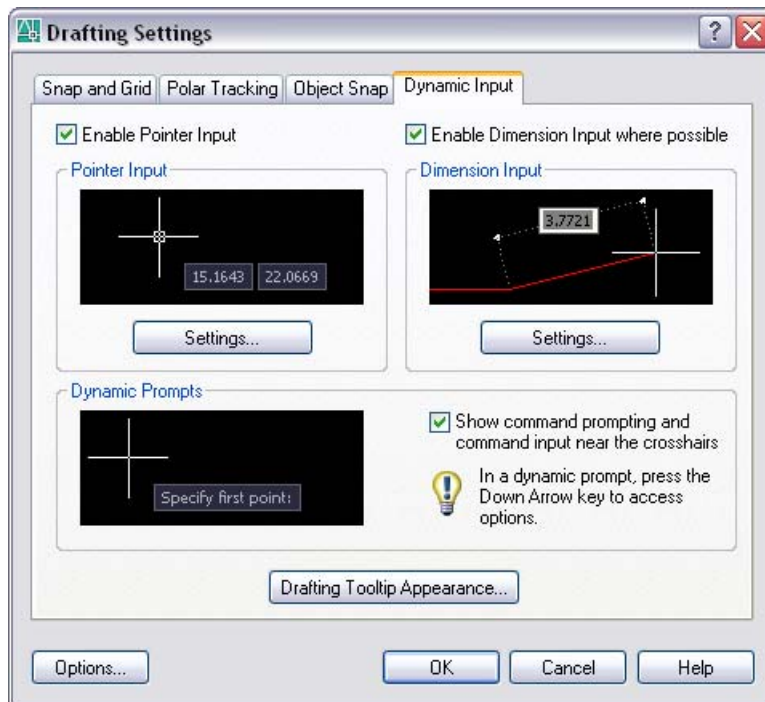 Drafting Settings
Snap and Grid Polar Tracking Object Snap Dynamic Input
Enable Pointer Input
Enable Dimension Input where possible
Pointer Input
15.1643 22.0669
Settings...
Dimension Input
3.7721
Settings...
Dynamic Prompts
Specify first point:
Show command prompting and
command input near the crosshairs
In a dynamic prompt, press the
Down Arrow key to access
options.
Drafting Tooltip Appearance...
Options... OK Cancel Help